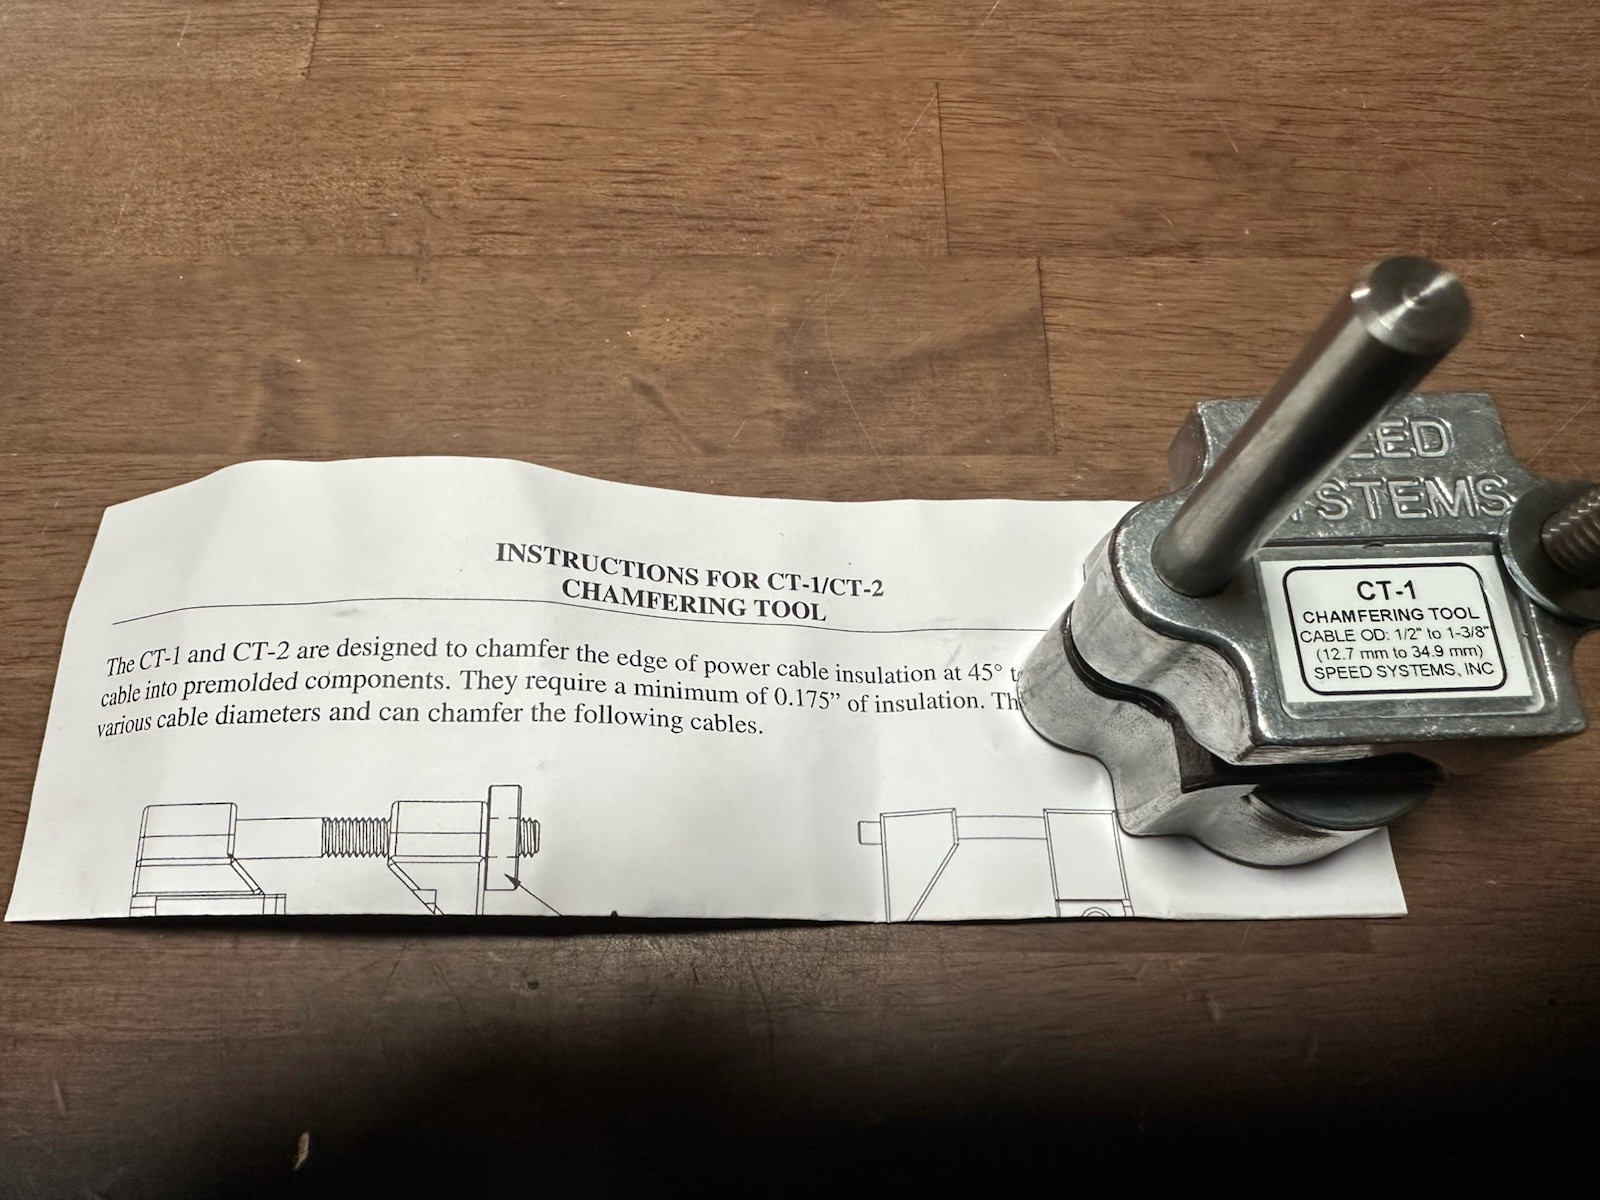 INSTRUCTIONS FOR CT-1/CT-2
CHAMFERING TOOL
The CT-1 and CT-2 are designed to chamfer the edge of power cable insulation at 45°
cable into premolded components. They require a minimum of 0.175” of insulation.
various cable diameters and can chamfer the following cables.
CT-1
CHAMFERING TOOL
CABLE OD: 1/2" to 1-3/8"
(12.7 mm to 34.9 mm)
SPEED SYSTEMS, INC